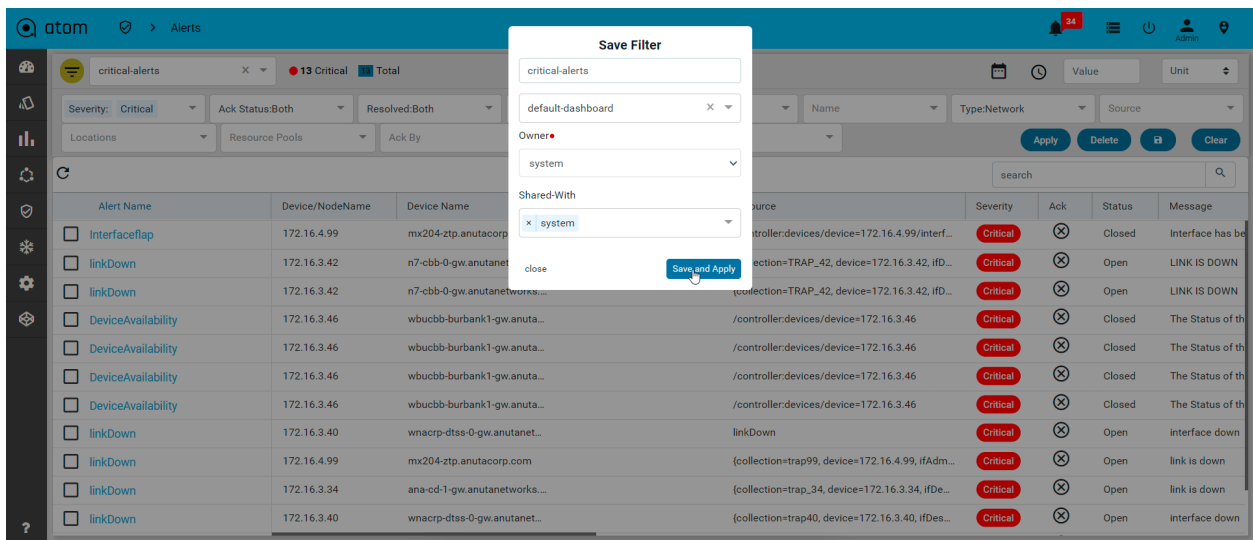 atom > Alerts 34 Admin
Save Filter
critical-alerts × 13 Critical 13 Total Value Unit
critical-alerts
Severity: Critical Ack Status:Both Resolved:Both Name Type:Network Source
default-dashboard ×
Locations Resource Pools Ack By Apply Delete Clear
Owner
system
search
Shared-With
× system
close Save and Apply
Alert Name Device/NodeName Device Name Severity Ack Status Message
Interfaceflap 172.16.4.99 mx204-ztp.anutacorp ntroller:devices/device=172.16.4.99/interf... Critical Closed Interface has be
linkDown 172.16.3.42 n7-cbb-0-gw.anutanet ection=TRAP_42, device=172.16.3.42, ifD... Critical Open LINK IS DOWN
linkDown 172.16.3.42 n7-cbb-0-gw.anutanetworks.... {collection=TRAP_42, device=172.16.3.42, ifD... Critical Open LINK IS DOWN
DeviceAvailability 172.16.3.46 wbucbb-burbank1-gw.anuta... /controller:devices/device=172.16.3.46 Critical Closed The Status of th
DeviceAvailability 172.16.3.46 wbucbb-burbank1-gw.anuta... /controller:devices/device=172.16.3.46 Critical Closed The Status of th
DeviceAvailability 172.16.3.46 wbucbb-burbank1-gw.anuta... /controller:devices/device=172.16.3.46 Critical Closed The Status of th
DeviceAvailability 172.16.3.46 wbucbb-burbank1-gw.anuta... /controller:devices/device=172.16.3.46 Critical Closed The Status of th
linkDown 172.16.3.40 wnacrp-dtss-0-gw.anutanet... linkDown Critical Open interface down
linkDown 172.16.4.99 mx204-ztp.anutacorp.com {collection=trap99, device=172.16.4.99, ifAdm... Critical Open link is down
linkDown 172.16.3.34 ana-cd-1-gw.anutanetworks.... {collection=trap_34, device=172.16.3.34, ifDe... Critical Open link is down
linkDown 172.16.3.40 wnacrp-dtss-0-gw.anutanet... {collection=trap40, device=172.16.3.40, ifDes... Critical Open interface down
?